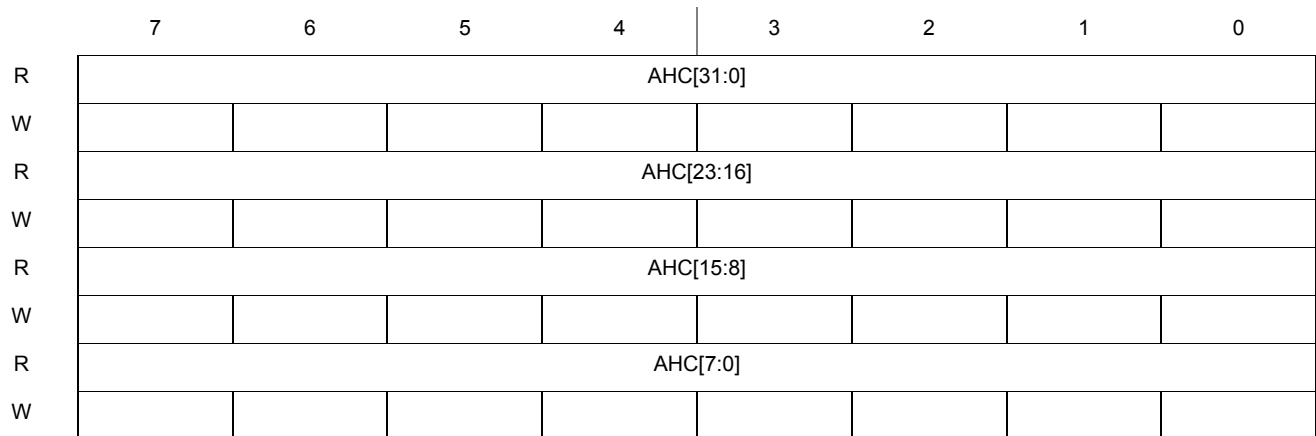 7 6 5 4 3 2 1 0
R AHC[31:0]
W
R AHC[23:16]
W
R AHC[15:8]
W
R AHC[7:0]
W